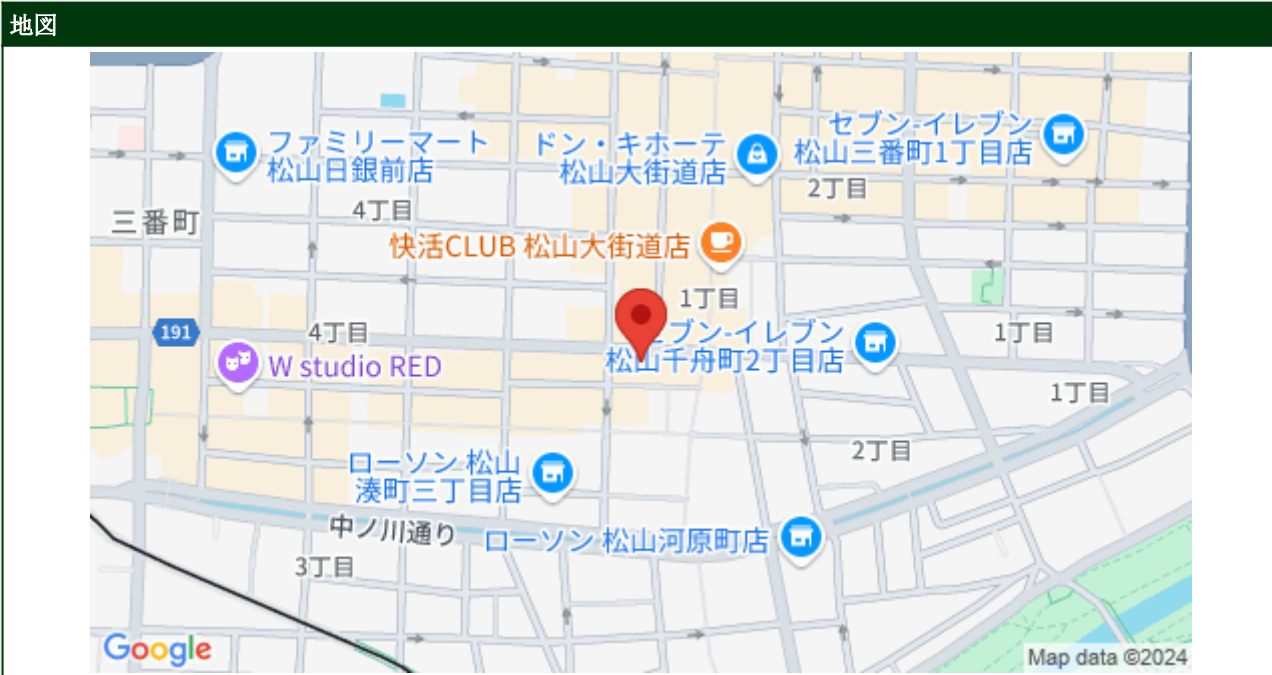 地図
ファミリーマート
松山日銀前店
ドン・キホーテ
松山大街道店
セブン-イレブン
松山三番町1丁目店
2丁目
4丁目
三番町
快活CLUB 松山大街道店
1丁目
191
4丁目
ブン-イレブン
松山千舟町2丁目店
1丁目
W studio RED
1丁目
2丁目
ローソン 松山
湊町三丁目店
中ノ川通り
ローソン 松山河原町店
3丁目
Google
Map data ©2024